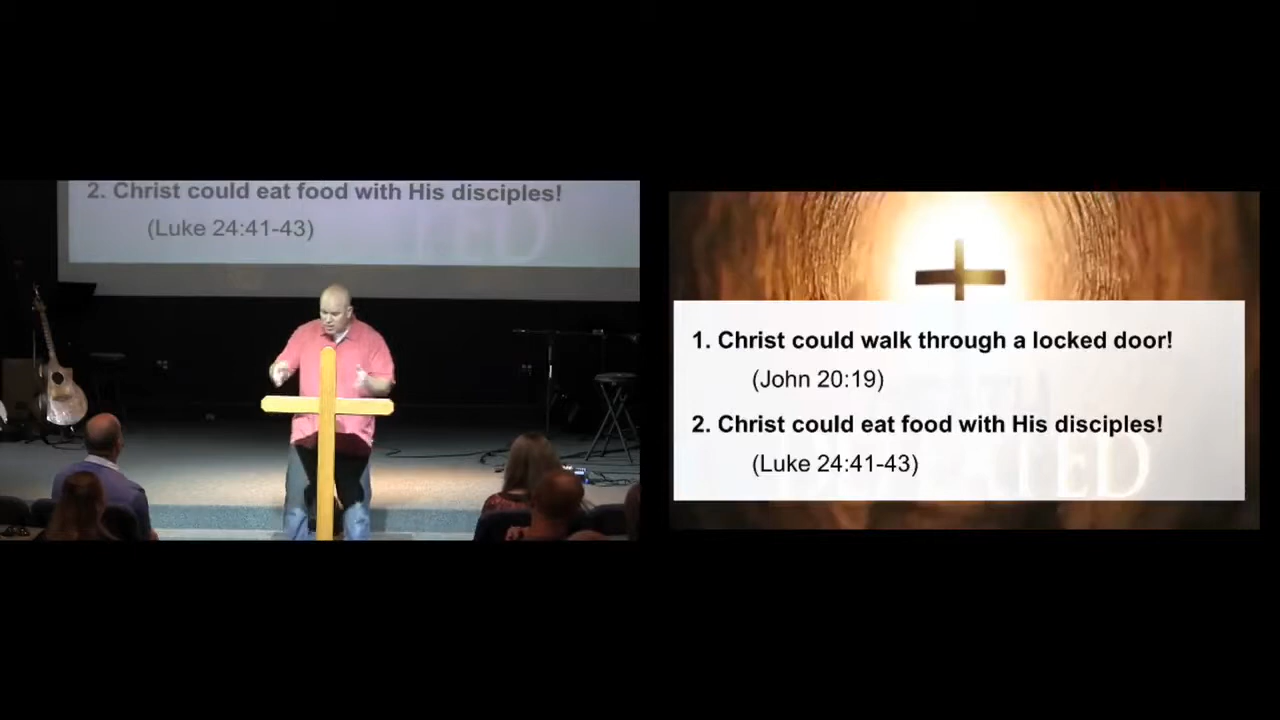 2. Christ could eat food with His disciples!
(Luke 24:41-43)
1. Christ could walk through a locked door!
(John 20:19)
2. Christ could eat food with His disciples!
(Luke 24:41-43)